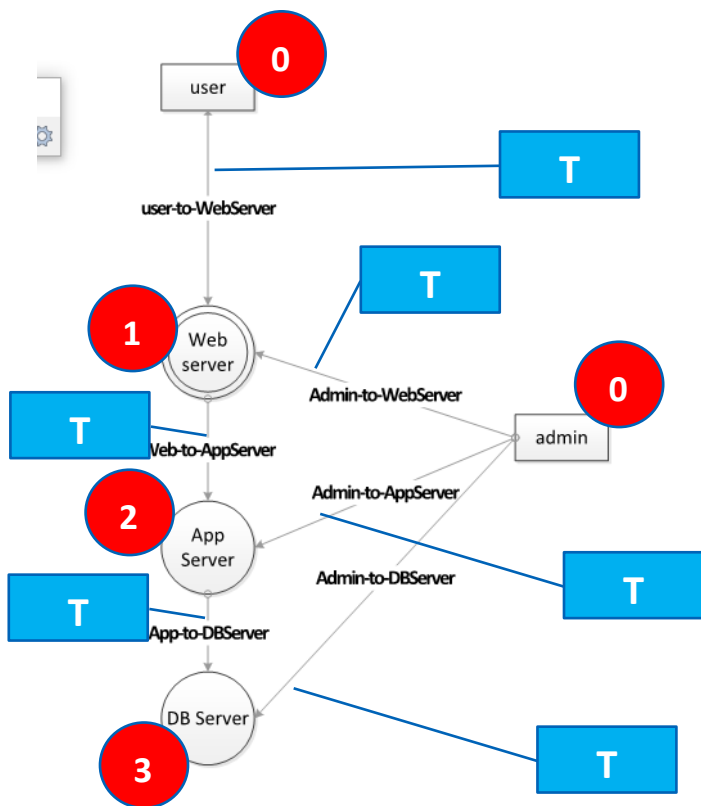 0
user
T
user-to-WebServer
T
1
Web
server
0
Admin-to-WebServer
T
admin
Web-to-AppServer
2
Admin-to-AppServer
App
Server
T
Admin-to-DBServer
T
App-to-DBServer
DB Server
3
T